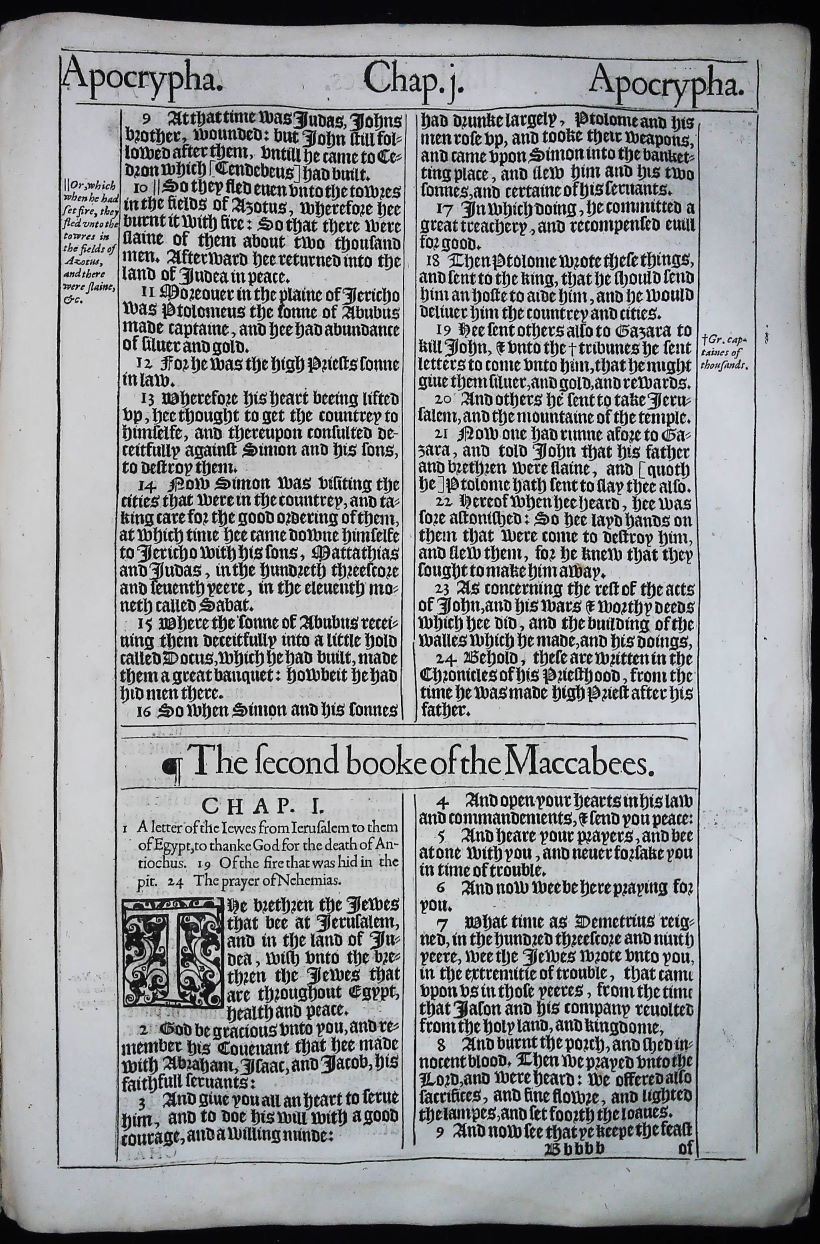 Apocrypha. Chap. j. Apocrypha.
9 At that time was Judas, Johns
brother, wounded: but John still fol-
lowed after them, vntill he came to Ce-
dron which [Cendebeus] had built.
10 ||So they fled euen vnto the towres
in the fields of Azotus, wherefore hee
burnt it with fire: So that there were
slaine of them about two thousand
men. Afterward hee returned into the
land of Judea in peace.
11 Moreouer in the plaine of Jericho
was Ptolomeus the sonne of Abubus
made captaine, and hee had abundance
of siluer and gold.
12 For he was the high Priests sonne
in law.
13 Wherefore his heart beeing lifted
vp, hee thought to get the countrey to
himselfe, and thereupon consulted de-
ceitfully against Simon and his sons,
to destroy them.
14 Now Simon was visiting the
cities that were in the countrey, and ta-
king care for the good ordering of them,
at which time hee came downe himselfe
to Jericho with his sons, Mattathias
and Judas, in the hundreth threescore
and seuenth yeere, in the eleuenth mo-
neth called Sabat.
15 Where the sonne of Abubus recei-
uing them deceitfully into a little hold
called Docus, which he had built, made
them a great banquet: howbeit he had
hid men there.
16 So when Simon and his sonnes
||Or, which
when he had
set fire, they
fled vnto the
towres in
the fields of
Azotus,
and there
were slaine,
&c.
had drunke largely, Ptolome and his
men rose vp, and tooke their weapons,
and came vpon Simon into the banket-
ting place, and slew him and his two
sonnes, and certaine of his seruants.
17 In which doing, he committed a
great treachery, and recompensed euill
for good.
18 Then Ptolome wrote these things,
and sent to the king, that he should send
him an hoste to aide him, and he would
deliuer him the countrey and cities.
19 Hee sent others also to Gazara to
kill John, & vnto the † tribunes he sent
letters to come vnto him, that he might
giue them siluer, and gold, and rewards.
20 And others he sent to take Jeru-
salem, and the mountaine of the temple.
21 Now one had runne afore to Ga-
zara, and told John that his father
and brethren were slaine, and [quoth
he] Ptolome hath sent to slay thee also.
22 Hereof when hee heard, hee was
sore astonished: So hee layd hands on
them that were come to destroy him,
and slew them, for he knew that they
sought to make him away.
23 As concerning the rest of the acts
of John, and his wars & worthy deeds
which hee did, and the building of the
walles which he made, and his doings,
24 Behold, these are written in the
Chronicles of his Priesthood, from the
time he was made high Priest after his
father.
†Gr. cap-
taines of
thousands.
¶ The second booke of the Maccabees.
CHAP. I.
1 A letter of the Iewes from Ierusalem to them
of Egypt, to thanke God for the death of An-
tiochus. 19 Of the fire that was hid in the
pit. 24 The prayer of Nehemias.
The brethren the Jewes
that bee at Jerusalem,
and in the land of Ju-
dea, wish vnto the bre-
thren the Jewes that
are throughout Egypt,
health and peace.
2 God be gracious vnto you, and re-
member his Couenant that hee made
with Abraham, Isaac, and Jacob, his
faithfull seruants:
3 And giue you all an heart to serue
him, and to doe his will with a good
courage, and a willing minde:
4 And open your hearts in his law
and commandements, & send you peace:
5 And heare your prayers, and bee
at one with you, and neuer forsake you
in time of trouble.
6 And now wee be here praying for
you.
7 What time as Demetrius reig-
ned, in the hundred threescore and ninth
yeere, wee the Jewes wrote vnto you,
in the extremitie of trouble, that came
vpon vs in those yeeres, from the time
that Jason and his company reuolted
from the holy land, and kingdome,
8 And burnt the porch, and shed in-
nocent blood. Then we prayed vnto the
Lord, and were heard: we offered also
sacrifices, and fine flowre, and lighted
the lampes, and set foorth the loaues.
9 And now see that ye keepe the feast
Bbbbb of